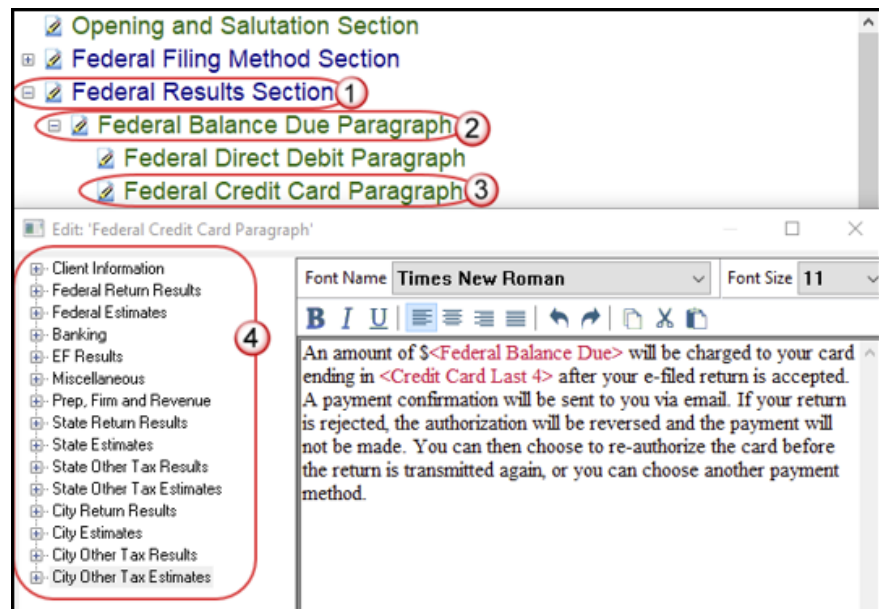 Opening and Salutation Section
Federal Filing Method Section
Federal Results Section 1
Federal Balance Due Paragraph 2
Federal Direct Debit Paragraph
Federal Credit Card Paragraph 3
Edit: 'Federal Credit Card Paragraph'
Client Information
Federal Return Results
Federal Estimates
Banking
EF Results
Miscellaneous
Prep, Firm and Revenue
State Return Results
State Estimates
State Other Tax Results
State Other Tax Estimates
City Return Results
City Estimates
City Other Tax Results
City Other Tax Estimates
4
Font Name Times New Roman Font Size 11
B I U
An amount of $<Federal Balance Due> will be charged to your card
ending in <Credit Card Last 4> after your e-filed return is accepted.
A payment confirmation will be sent to you via email. If your return
is rejected, the authorization will be reversed and the payment will
not be made. You can then choose to re-authorize the card before
the return is transmitted again, or you can choose another payment
method.